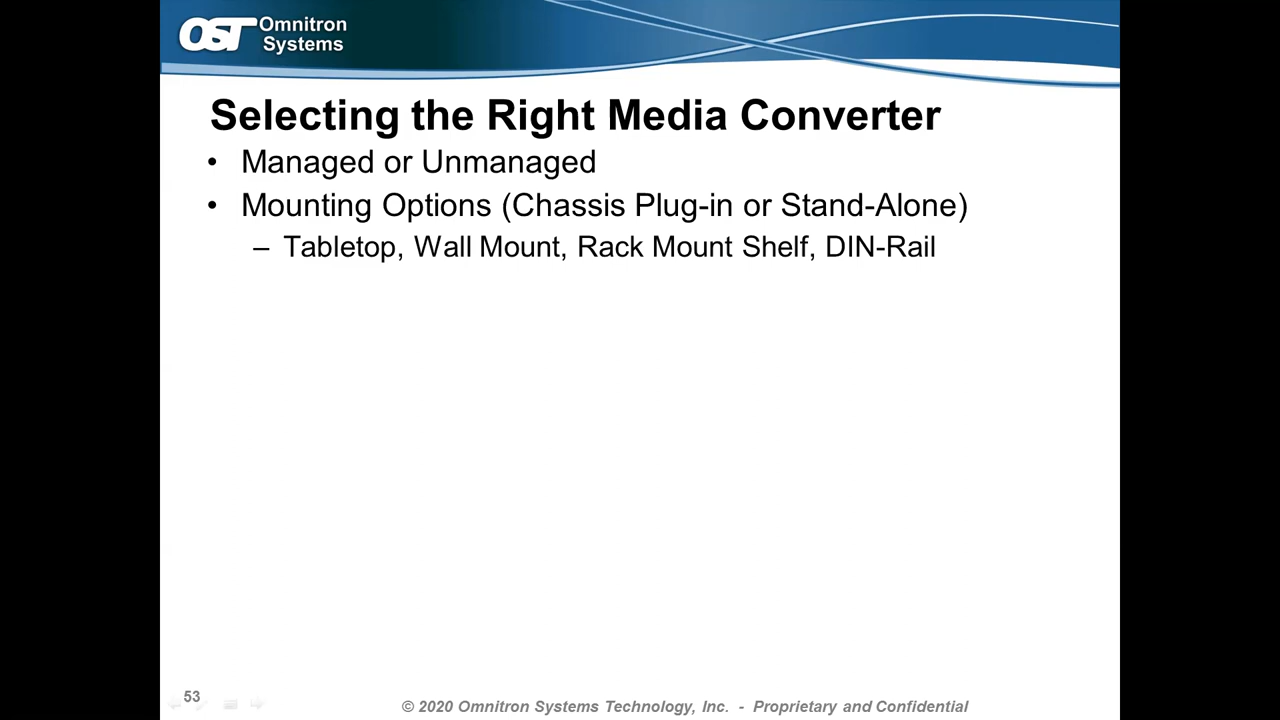 OST Omnitron
Systems
Selecting the Right Media Converter
• Managed or Unmanaged
• Mounting Options (Chassis Plug-in or Stand-Alone)
– Tabletop, Wall Mount, Rack Mount Shelf, DIN-Rail
53
© 2020 Omnitron Systems Technology, Inc. - Proprietary and Confidential